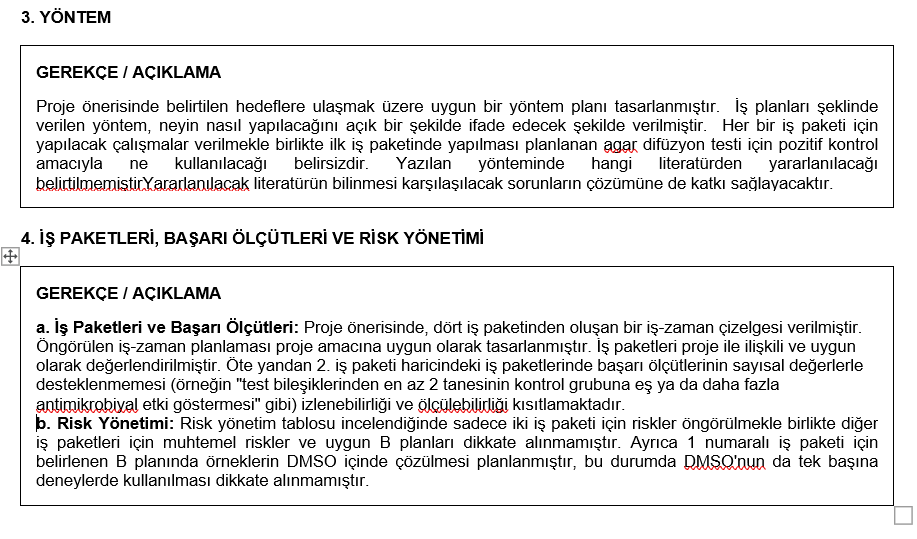 3. YÖNTEM
GEREKÇE / AÇIKLAMA
Proje önerisinde belirtilen hedeflere ulaşmak üzere uygun bir yöntem planı tasarlanmıştır. İş planları şeklinde
verilen yöntem, neyin nasıl yapılacağını açık bir şekilde ifade edecek şekilde verilmiştir. Her bir iş paketi için
yapılacak çalışmalar verilmekle birlikte ilk iş paketinde yapılması planlanan agar difüzyon testi için pozitif kontrol
amacıyla ne kullanılacağı belirsizdir. Yazılan yönteminde hangi literatürden yararlanılacağı
belirtilmemiştirYararlanılacak literatürün bilinmesi karşılaşılacak sorunların çözümüne de katkı sağlayacaktır.
4. İŞ PAKETLERİ, BAŞARI ÖLÇÜTLERİ VE RİSK YÖNETİMİ
GEREKÇE / AÇIKLAMA
a. İş Paketleri ve Başarı Ölçütleri: Proje önerisinde, dört iş paketinden oluşan bir iş-zaman çizelgesi verilmiştir.
Öngörülen iş-zaman planlaması proje amacına uygun olarak tasarlanmıştır. İş paketleri proje ile ilişkili ve uygun
olarak değerlendirilmiştir. Öte yandan 2. iş paketi haricindeki iş paketlerinde başarı ölçütlerinin sayısal değerlerle
desteklenmemesi (örneğin "test bileşiklerinden en az 2 tanesinin kontrol grubuna eş ya da daha fazla
antimikrobiyal etki göstermesi" gibi) izlenebilirliği ve ölçülebilirliği kısıtlamaktadır.
b. Risk Yönetimi: Risk yönetim tablosu incelendiğinde sadece iki iş paketi için riskler öngörülmekle birlikte diğer
iş paketleri için muhtemel riskler ve uygun B planları dikkate alınmamıştır. Ayrıca 1 numaralı iş paketi için
belirlenen B planında örneklerin DMSO içinde çözülmesi planlanmıştır, bu durumda DMSO'nun da tek başına
deneylerde kullanılması dikkate alınmamıştır.